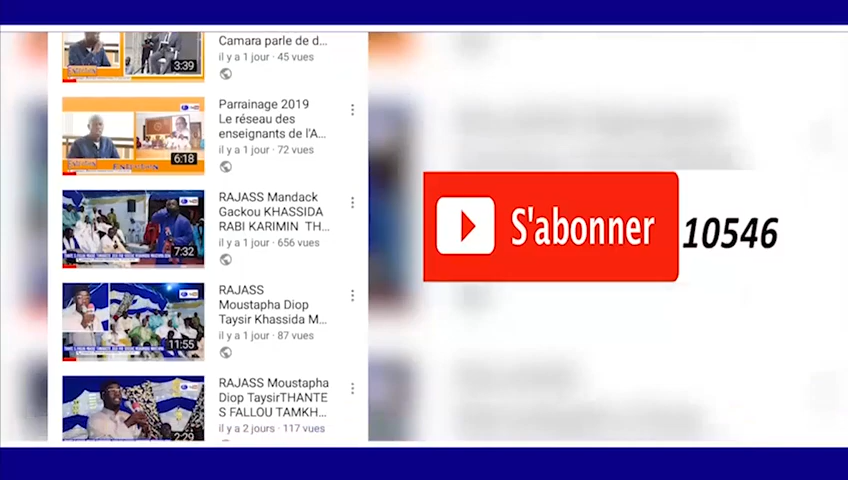 Camara parle de d...
il y a 1 jour · 45 vues
3:39
Parrainage 2019
Le réseau des
enseignants de l'A...
il y a 1 jour · 72 vues
6:18
RAJASS Mandack
Gackou KHASSIDA
RABI KARIMIN TH...
il y a 1 jour · 656 vues
7:32
RAJASS
Moustapha Diop
Taysir Khassida M...
il y a 1 jour · 87 vues
11:55
RAJASS Moustapha
Diop TaysirTHANTE
S FALLOU TAMKH...
il y a 2 jours · 117 vues
2:29
S'abonner
10546